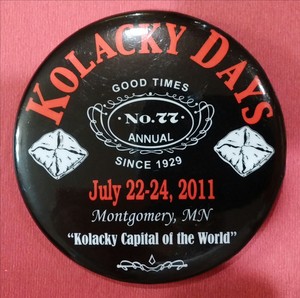 KOLACKY DAYS
GOOD TIMES
No. 77
ANNUAL
SINCE 1929
July 22-24, 2011
Montgomery, MN
"Kolacky Capital of the World"